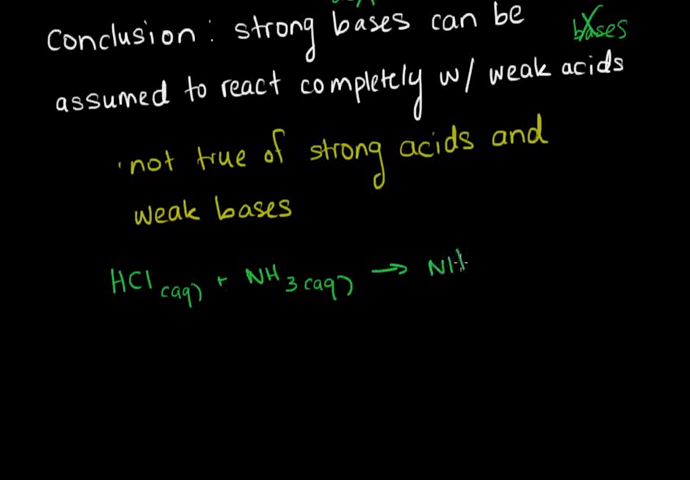 Conclusion: strong bases can be
bases
assumed to react completely w/ weak acids
·not true of strong acids and
weak bases
HCl(aq) + NH3(aq) → NH